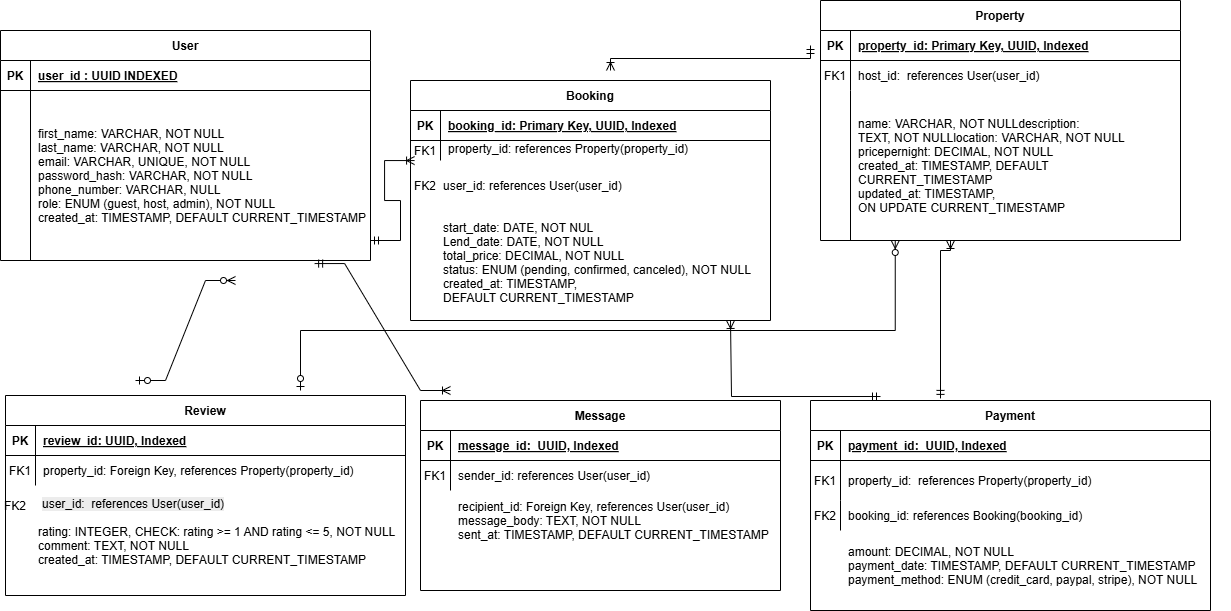 User
PK
user_id : UUID INDEXED
first_name: VARCHAR, NOT NULL
last_name: VARCHAR, NOT NULL
email: VARCHAR, UNIQUE, NOT NULL
password_hash: VARCHAR, NOT NULL
phone_number: VARCHAR, NULL
role: ENUM (guest, host, admin), NOT NULL
created_at: TIMESTAMP, DEFAULT CURRENT_TIMESTAMP
Booking
PK
booking_id: Primary Key, UUID, Indexed
FK1
property_id: references Property(property_id)
FK2
user_id: references User(user_id)
start_date: DATE, NOT NUL
Lend_date: DATE, NOT NULL
total_price: DECIMAL, NOT NULL
status: ENUM (pending, confirmed, canceled), NOT NULL
created_at: TIMESTAMP,
DEFAULT CURRENT_TIMESTAMP
Property
PK
property_id: Primary Key, UUID, Indexed
FK1
host_id:  references User(user_id)
name: VARCHAR, NOT NULLdescription:
TEXT, NOT NULLlocation: VARCHAR, NOT NULL
pricepernight: DECIMAL, NOT NULL
created_at: TIMESTAMP, DEFAULT
CURRENT_TIMESTAMP
updated_at: TIMESTAMP,
ON UPDATE CURRENT_TIMESTAMP
Review
PK
review_id: UUID, Indexed
FK1
property_id: Foreign Key, references Property(property_id)
FK2
user_id:  references User(user_id)
rating: INTEGER, CHECK: rating >= 1 AND rating <= 5, NOT NULL
comment: TEXT, NOT NULL
created_at: TIMESTAMP, DEFAULT CURRENT_TIMESTAMP
Message
PK
message_id:  UUID, Indexed
FK1
sender_id: references User(user_id)
recipient_id: Foreign Key, references User(user_id)
message_body: TEXT, NOT NULL
sent_at: TIMESTAMP, DEFAULT CURRENT_TIMESTAMP
Payment
PK
payment_id:  UUID, Indexed
FK1
property_id:  references Property(property_id)
FK2
booking_id: references Booking(booking_id)
amount: DECIMAL, NOT NULL
payment_date: TIMESTAMP, DEFAULT CURRENT_TIMESTAMP
payment_method: ENUM (credit_card, paypal, stripe), NOT NULL